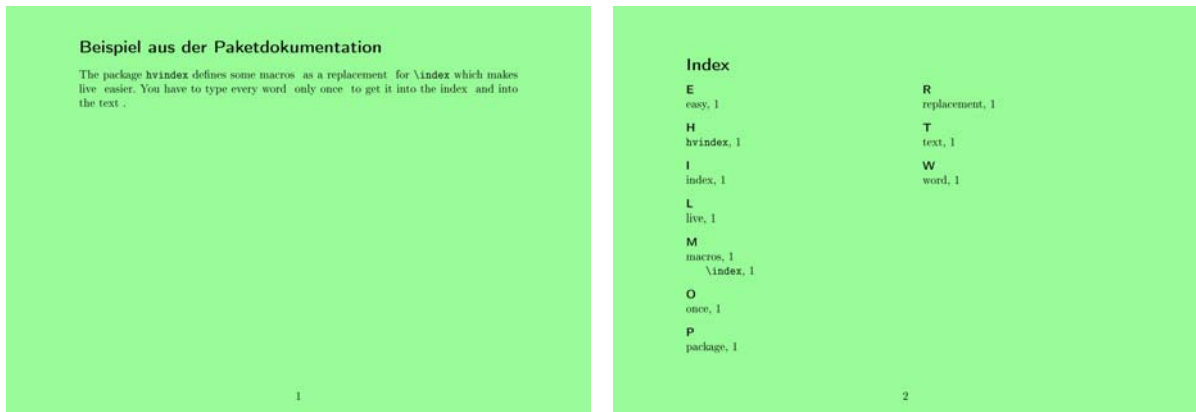 Beispiel aus der Paketdokumentation
The package hvindex defines some macros as a replacement for \index which makes
live easier. You have to type every word only once to get it into the index and into
the text .
1
Index
E
easy, 1
H
hvindex, 1
I
index, 1
L
live, 1
M
macros, 1
\index, 1
O
once, 1
P
package, 1
R
replacement, 1
T
text, 1
W
word, 1
2